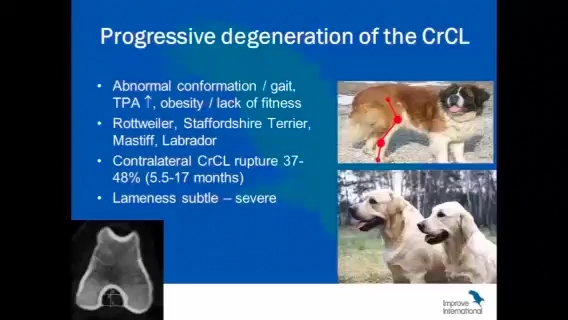 Progressive degeneration of the CrCL
• Abnormal conformation / gait,
TPA ↑, obesity / lack of fitness
• Rottweiler, Staffordshire Terrier,
Mastiff, Labrador
• Contralateral CrCL rupture 37-
48% (5.5-17 months)
• Lameness subtle – severe
Improve
International